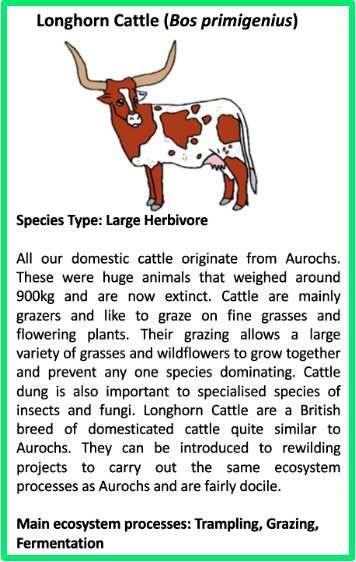 Longhorn Cattle (Bos primigenius)
Species Type: Large Herbivore
All our domestic cattle originate from Aurochs.
These were huge animals that weighed around
900kg and are now extinct. Cattle are mainly
grazers and like to graze on fine grasses and
flowering plants. Their grazing allows a large
variety of grasses and wildflowers to grow together
and prevent any one species dominating. Cattle
dung is also important to specialised species of
insects and fungi. Longhorn Cattle are a British
breed of domesticated cattle quite similar to
Aurochs. They can be introduced to rewilding
projects to carry out the same ecosystem
processes as Aurochs and are fairly docile.
Main ecosystem processes: Trampling, Grazing,
Fermentation